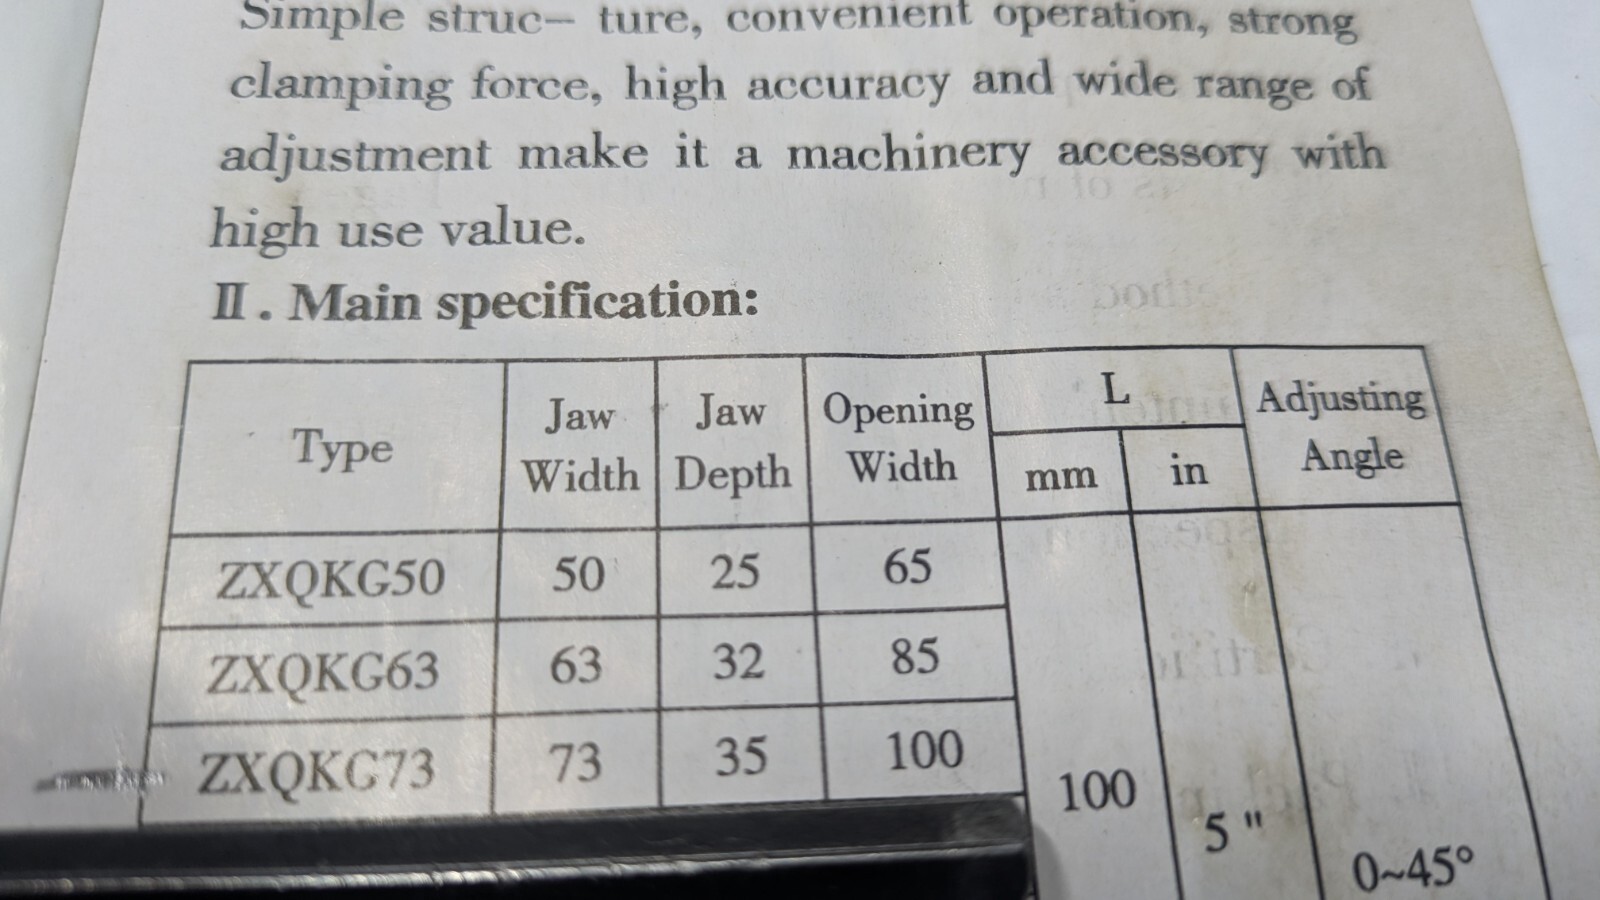 Simple struc- ture, convenient operation, strong
clamping force, high accuracy and wide range of
adjustment make it a machinery accessory with
high use value.
II. Main specification:
Type Jaw Width Jaw Depth Opening Width L mm in Adjusting Angle
ZXQKG50 50 25 65
ZXQKG63 63 32 85
ZXQKG73 73 35 100
100 5" 0~45°